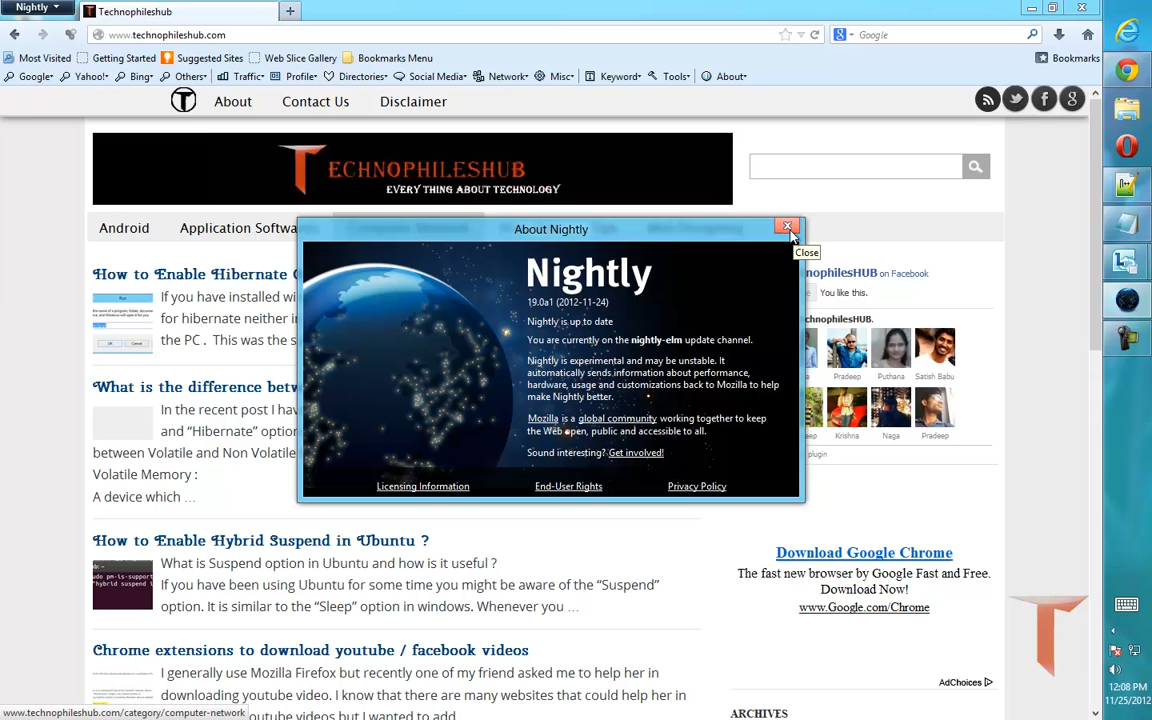 Nightly
Technophileshub
www.technophileshub.com
Google
Most Visited Getting Started Suggested Sites Web Slice Gallery Bookmarks Menu Bookmarks
Google Yahoo! Bing Others Traffic Profile Directories Social Media Network Misc Keyword Tools About
T About Contact Us Disclaimer
TECHNOPHILESHUB
EVERY THING ABOUT TECHNOLOGY
Android Application Softwa
About Nightly
Close
Nightly
19.0a1 (2012-11-24)
Nightly is up to date
You are currently on the nightly-elm update channel.
Nightly is experimental and may be unstable. It
automatically sends information about performance,
hardware, usage and customizations back to Mozilla to help
make Nightly better.
Mozilla is a global community working together to keep
the Web open, public and accessible to all.
Sound interesting? Get involved!
Licensing Information End-User Rights Privacy Policy
How to Enable Hibernate
If you have installed wi
for hibernate neither i
the PC . This was the s
What is the difference betw
In the recent post I ha
and “Hibernate” option
between Volatile and Non Volatile
Volatile Memory :
A device which …
How to Enable Hybrid Suspend in Ubuntu ?
What is Suspend option in Ubuntu and how is it useful ?
If you have been using Ubuntu for some time you might be aware of the “Suspend”
option. It is similar to the “Sleep” option in windows. Whenever you …
Chrome extensions to download youtube / facebook videos
I generally use Mozilla Firefox but recently one of my friend asked me to help her in
downloading youtube video. I know that there are many websites that could help her in
youtube videos but I wanted to add
www.technophileshub.com/category/computer-network
nophilesHUB on Facebook
You like this.
chnophilesHUB.
Pradeep Puthana Satish Babu
eep Krishna Naga Pradeep
plugin
Download Google Chrome
The fast new browser by Google Fast and Free.
Download Now!
www.Google.com/Chrome
AdChoices
ARCHIVES
12:08 PM
11/25/2012